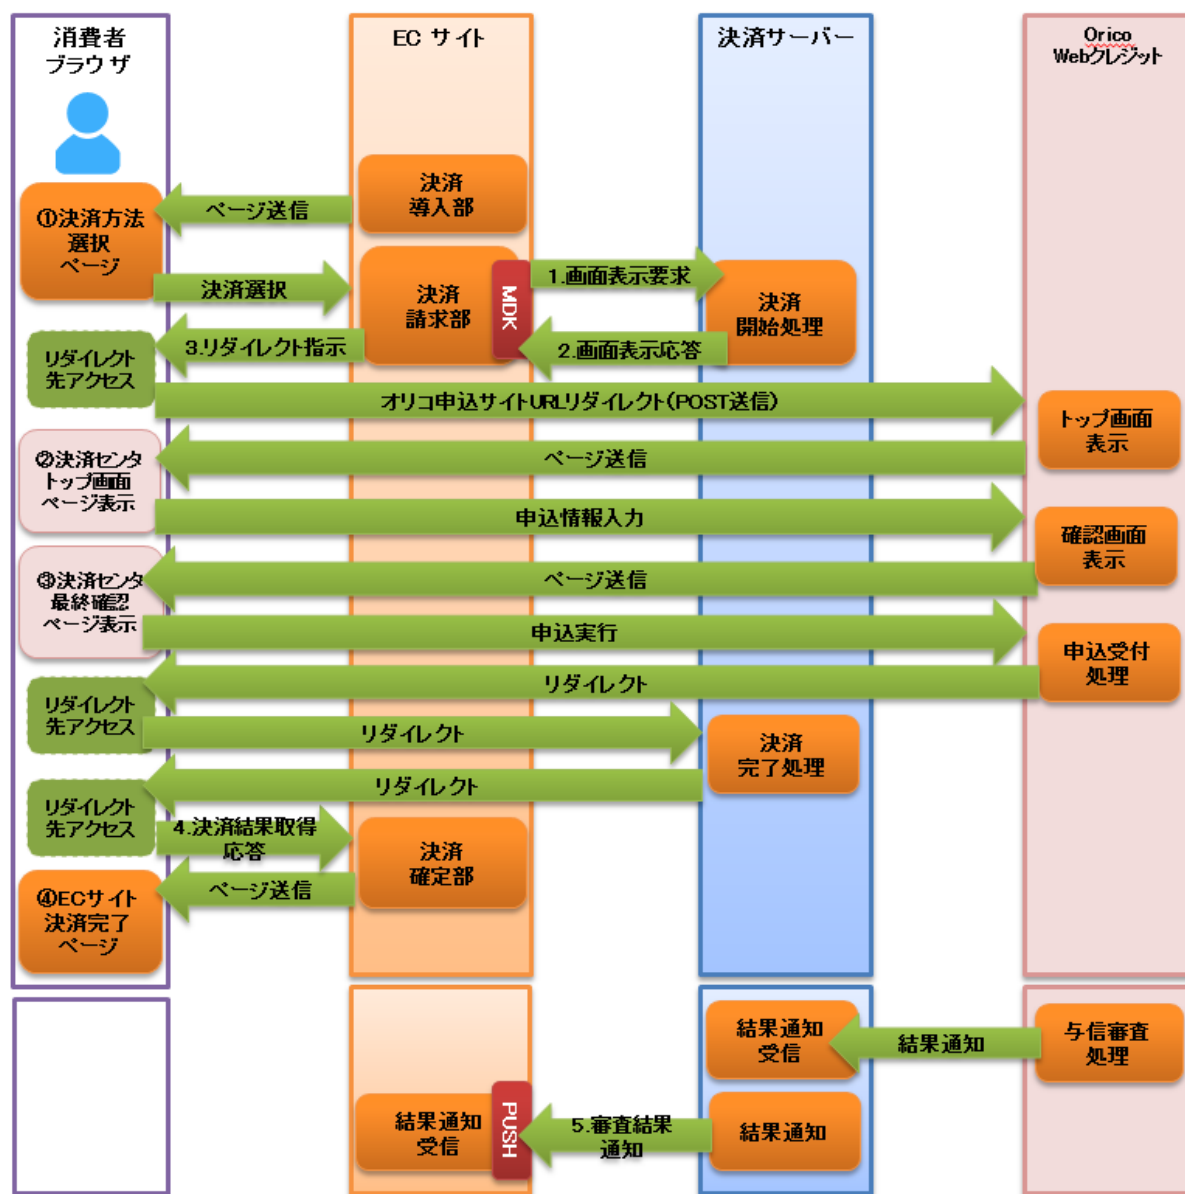 消費者
ブラウザ
EC サイト
決済サーバー
Orico
Webクレジット
決済
導入部
ページ送信
①決済方法
選択
ページ
決済選択
決済
請求部
MDK
1.画面表示要求
決済
開始処理
2.画面表示応答
3.リダイレクト指示
リダイレクト
先アクセス
オリコ申込サイトURLリダイレクト(POST送信)
トップ画面
表示
ページ送信
②決済センタ
トップ画面
ページ表示
申込情報入力
確認画面
表示
ページ送信
③決済センタ
最終確認
ページ表示
申込実行
申込受付
処理
リダイレクト
リダイレクト
先アクセス
リダイレクト
決済
完了処理
リダイレクト
リダイレクト
先アクセス
4.決済結果取得
応答
決済
確定部
ページ送信
④ECサイト
決済完了
ページ
与信審査
処理
結果通知
結果通知
受信
結果通知
5.審査結果
通知
PUSH
結果通知
受信